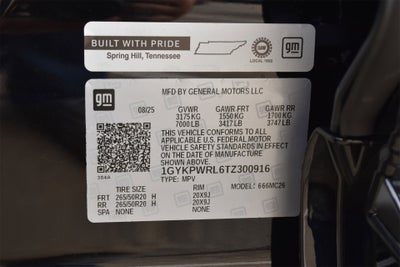 BUILT WITH PRIDE
Spring Hill, Tennessee
UAW
LOCAL 1853
gm
gm
MFD BY GENERAL MOTORS LLC
08/25 GVWR GAWR FRT GAWR RR
3175 KG 1550 KG 1700 KG
7000 LB 3417 LB 3747 LB
THIS VEHICLE CONFORMS TO ALL
APPLICABLE U.S. FEDERAL MOTOR
VEHICLE SAFETY STANDARDS IN EFFECT
ON THE DATE OF MANUFACTURE
SHOWN ABOVE.
1GYKPWRL6TZ300916
TYPE: MPV
MODEL: 666MC26
TIRE SIZE RIM
FRT 265/50R20 H 20X9J
RR 265/50R20 H 20X9J
SPA NONE NONE